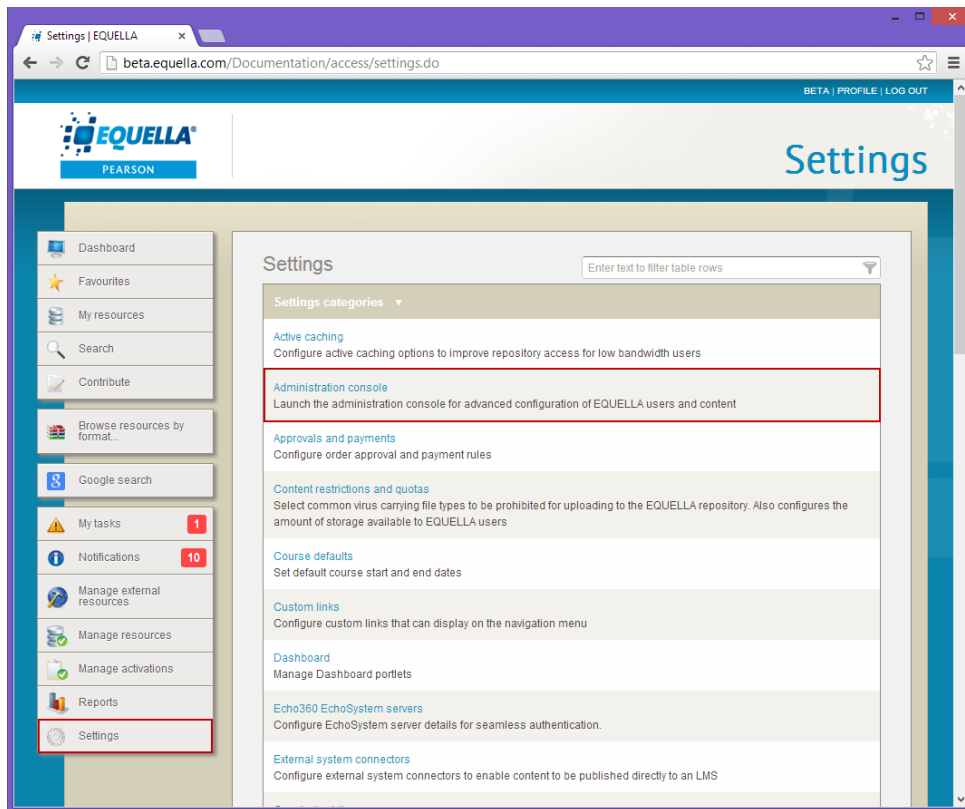 Settings | EQUELLA
beta.equella.com/Documentation/access/settings.do
BETA | PROFILE | LOG OUT
EQUELLA®
PEARSON
Settings
Dashboard
Favourites
My resources
Search
Contribute
Browse resources by
format...
Google search
My tasks 1
Notifications 10
Manage external
resources
Manage resources
Manage activations
Reports
Settings
Settings
Enter text to filter table rows
Settings categories
Active caching
Configure active caching options to improve repository access for low bandwidth users
Administration console
Launch the administration console for advanced configuration of EQUELLA users and content
Approvals and payments
Configure order approval and payment rules
Content restrictions and quotas
Select common virus carrying file types to be prohibited for uploading to the EQUELLA repository. Also configures the
amount of storage available to EQUELLA users
Course defaults
Set default course start and end dates
Custom links
Configure custom links that can display on the navigation menu
Dashboard
Manage Dashboard portlets
Echo360 EchoSystem servers
Configure EchoSystem server details for seamless authentication.
External system connectors
Configure external system connectors to enable content to be published directly to an LMS